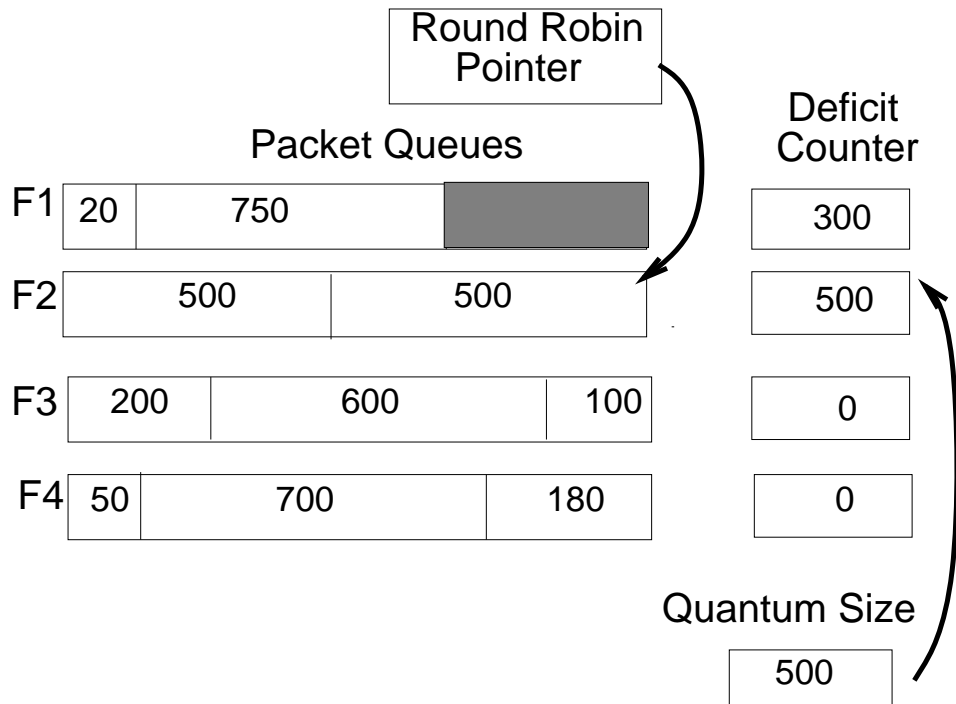 Round Robin
Pointer
Deficit
Counter
Packet Queues
F1 20 750 300
F2 500 500 500
F3 200 600 100 0
F4 50 700 180 0
Quantum Size
500